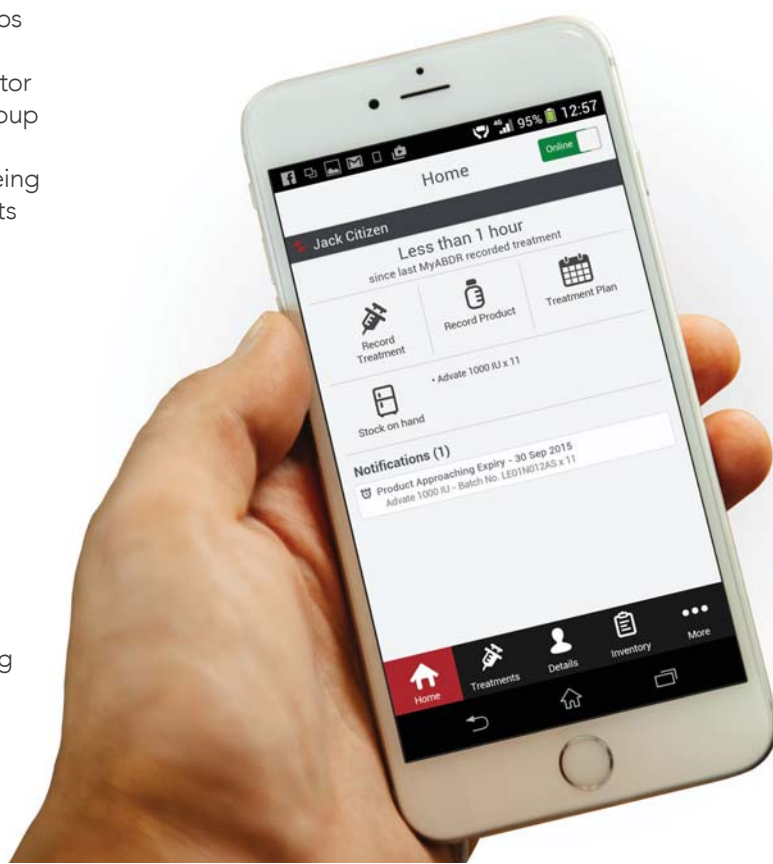 os
tor
oup
eing
ts
g
4G 95% 12:57
Home
Online
Jack Citizen
Less than 1 hour
since last MyABDR recorded treatment
Record
Treatment
Record Product
Treatment Plan
Stock on hand
• Advate 1000 IU x 11
Notifications (1)
Product Approaching Expiry - 30 Sep 2015
Advate 1000 IU - Batch No. LE01N012AS x 11
Home
Treatments
Details
Inventory
More